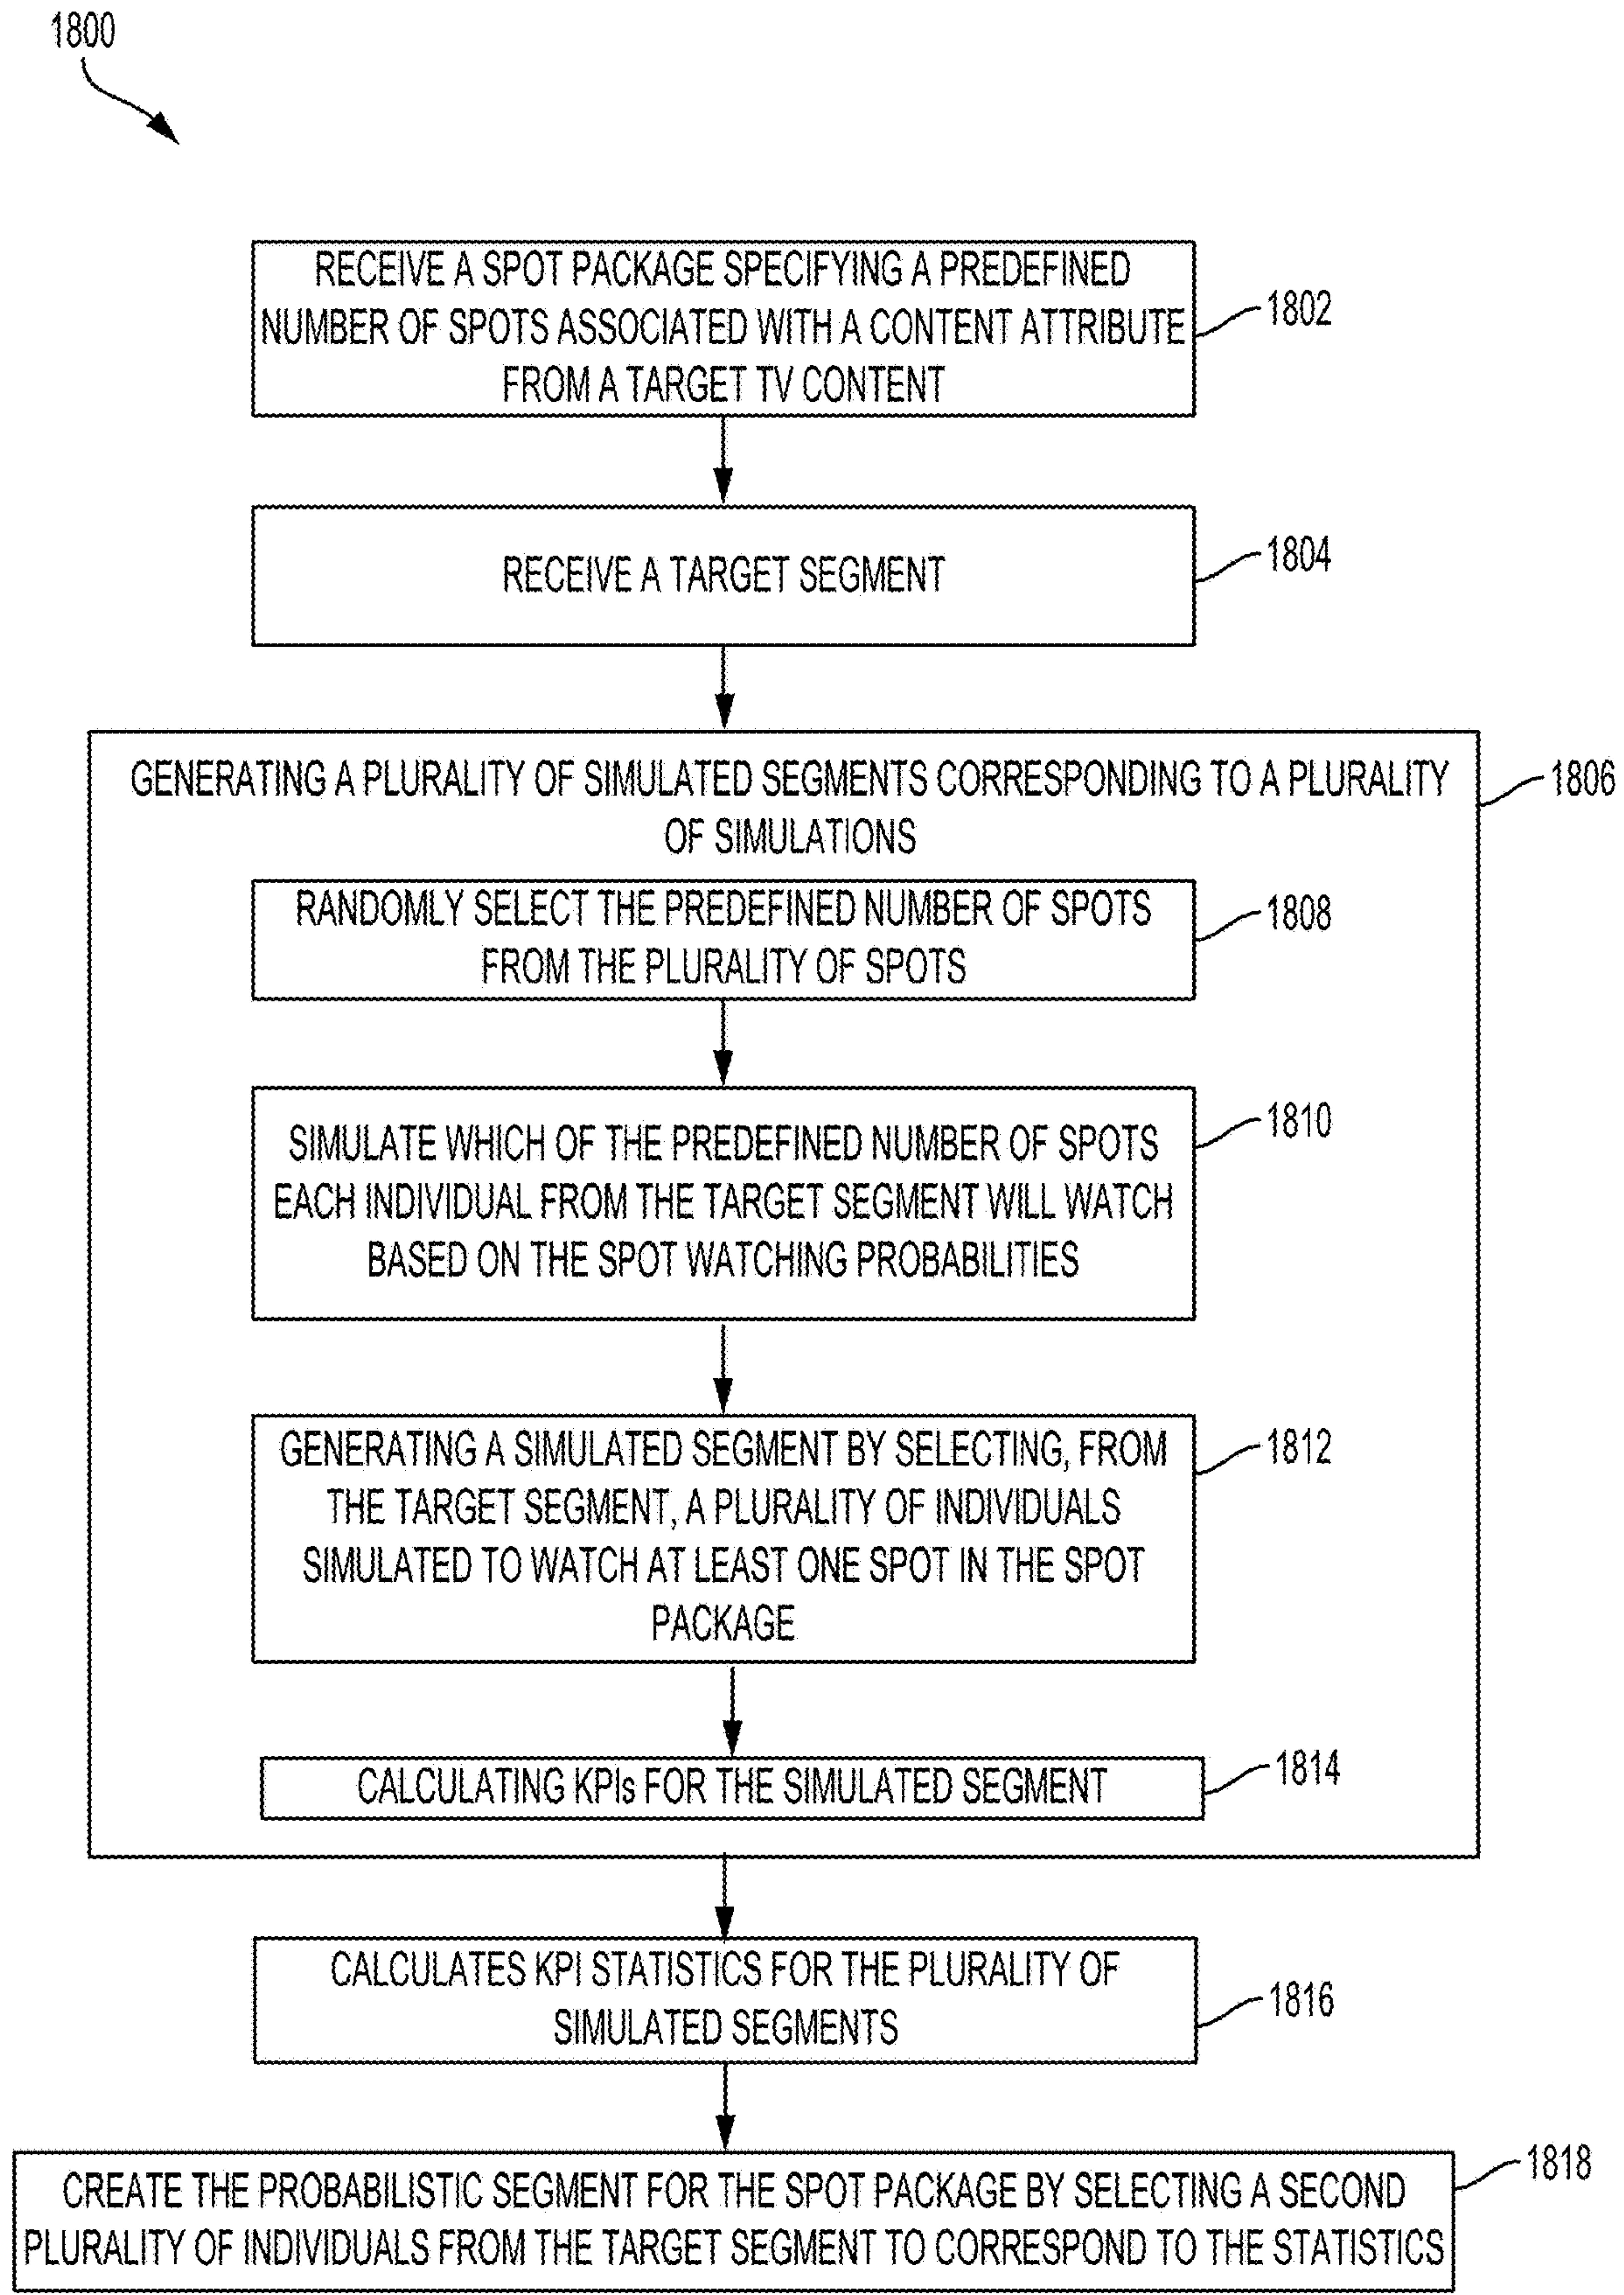 1800
RECEIVE A SPOT PACKAGE SPECIFYING A PREDEFINED
NUMBER OF SPOTS ASSOCIATED WITH A CONTENT ATTRIBUTE
FROM A TARGET TV CONTENT
1802
RECEIVE A TARGET SEGMENT
1804
GENERATING A PLURALITY OF SIMULATED SEGMENTS CORRESPONDING TO A PLURALITY
OF SIMULATIONS
1806
RANDOMLY SELECT THE PREDEFINED NUMBER OF SPOTS
FROM THE PLURALITY OF SPOTS
1808
SIMULATE WHICH OF THE PREDEFINED NUMBER OF SPOTS
EACH INDIVIDUAL FROM THE TARGET SEGMENT WILL WATCH
BASED ON THE SPOT WATCHING PROBABILITIES
1810
GENERATING A SIMULATED SEGMENT BY SELECTING, FROM
THE TARGET SEGMENT, A PLURALITY OF INDIVIDUALS
SIMULATED TO WATCH AT LEAST ONE SPOT IN THE SPOT
PACKAGE
1812
CALCULATING KPIs FOR THE SIMULATED SEGMENT
1814
CALCULATES KPI STATISTICS FOR THE PLURALITY OF
SIMULATED SEGMENTS
1816
CREATE THE PROBABILISTIC SEGMENT FOR THE SPOT PACKAGE BY SELECTING A SECOND
PLURALITY OF INDIVIDUALS FROM THE TARGET SEGMENT TO CORRESPOND TO THE STATISTICS
1818